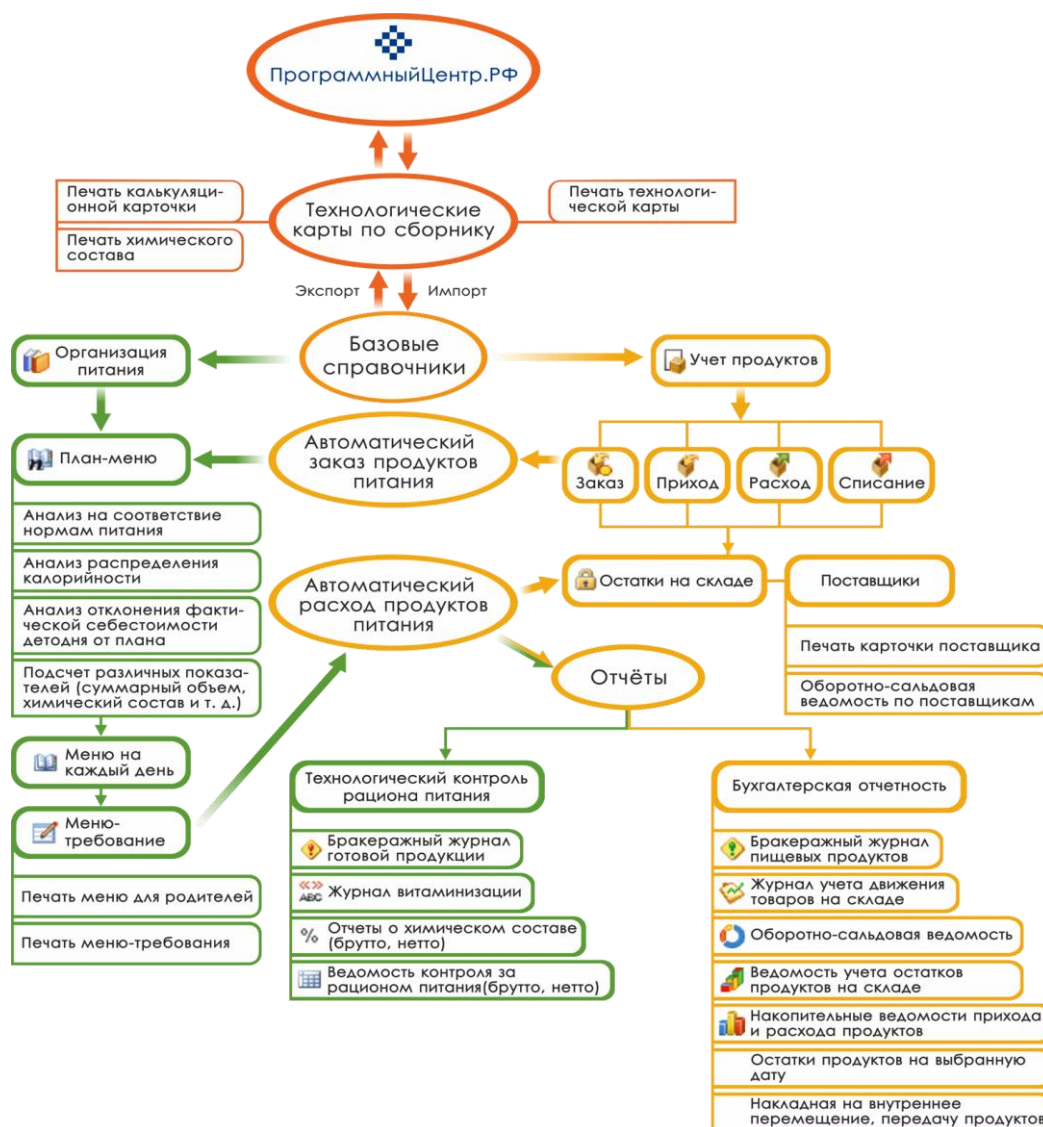 ПрограммныйЦентр.РФ
Печать калькуляци-
онной карточки
Печать химического
состава
Технологические
карты по сборнику
Печать технологи-
ческой карты
Экспорт
Импорт
Организация
питания
Базовые
справочники
Учет продуктов
План-меню
Автоматический
заказ продуктов
питания
Заказ
Приход
Расход
Списание
Анализ на соответствие
нормам питания
Анализ распределения
калорийности
Анализ отклонения факти-
ческой себестоимости
детодня от плана
Подсчет различных показа-
телей (суммарный объем,
химический состав и т. д.)
Автоматический
расход продуктов
питания
Остатки на складе
Поставщики
Печать карточки поставщика
Оборотно-сальдовая
ведомость по поставщикам
Отчёты
Меню на
каждый день
Меню-
требование
Печать меню для родителей
Печать меню-требования
Технологический контроль
рациона питания
Бракеражный журнал
готовой продукции
«»
ABC
Журнал витаминизации
%
Отчеты о химическом составе
(брутто, нетто)
Ведомость контроля за
рационом питания(брутто, нетто)
Бухгалтерская отчетность
Бракеражный журнал
пищевых продуктов
Журнал учета движения
товаров на складе
Оборотно-сальдовая ведомость
Ведомость учета остатков
продуктов на складе
Накопительные ведомости прихода
и расхода продуктов
Остатки продуктов на выбранную
дату
Накладная на внутреннее
перемещение, передачу продуктов